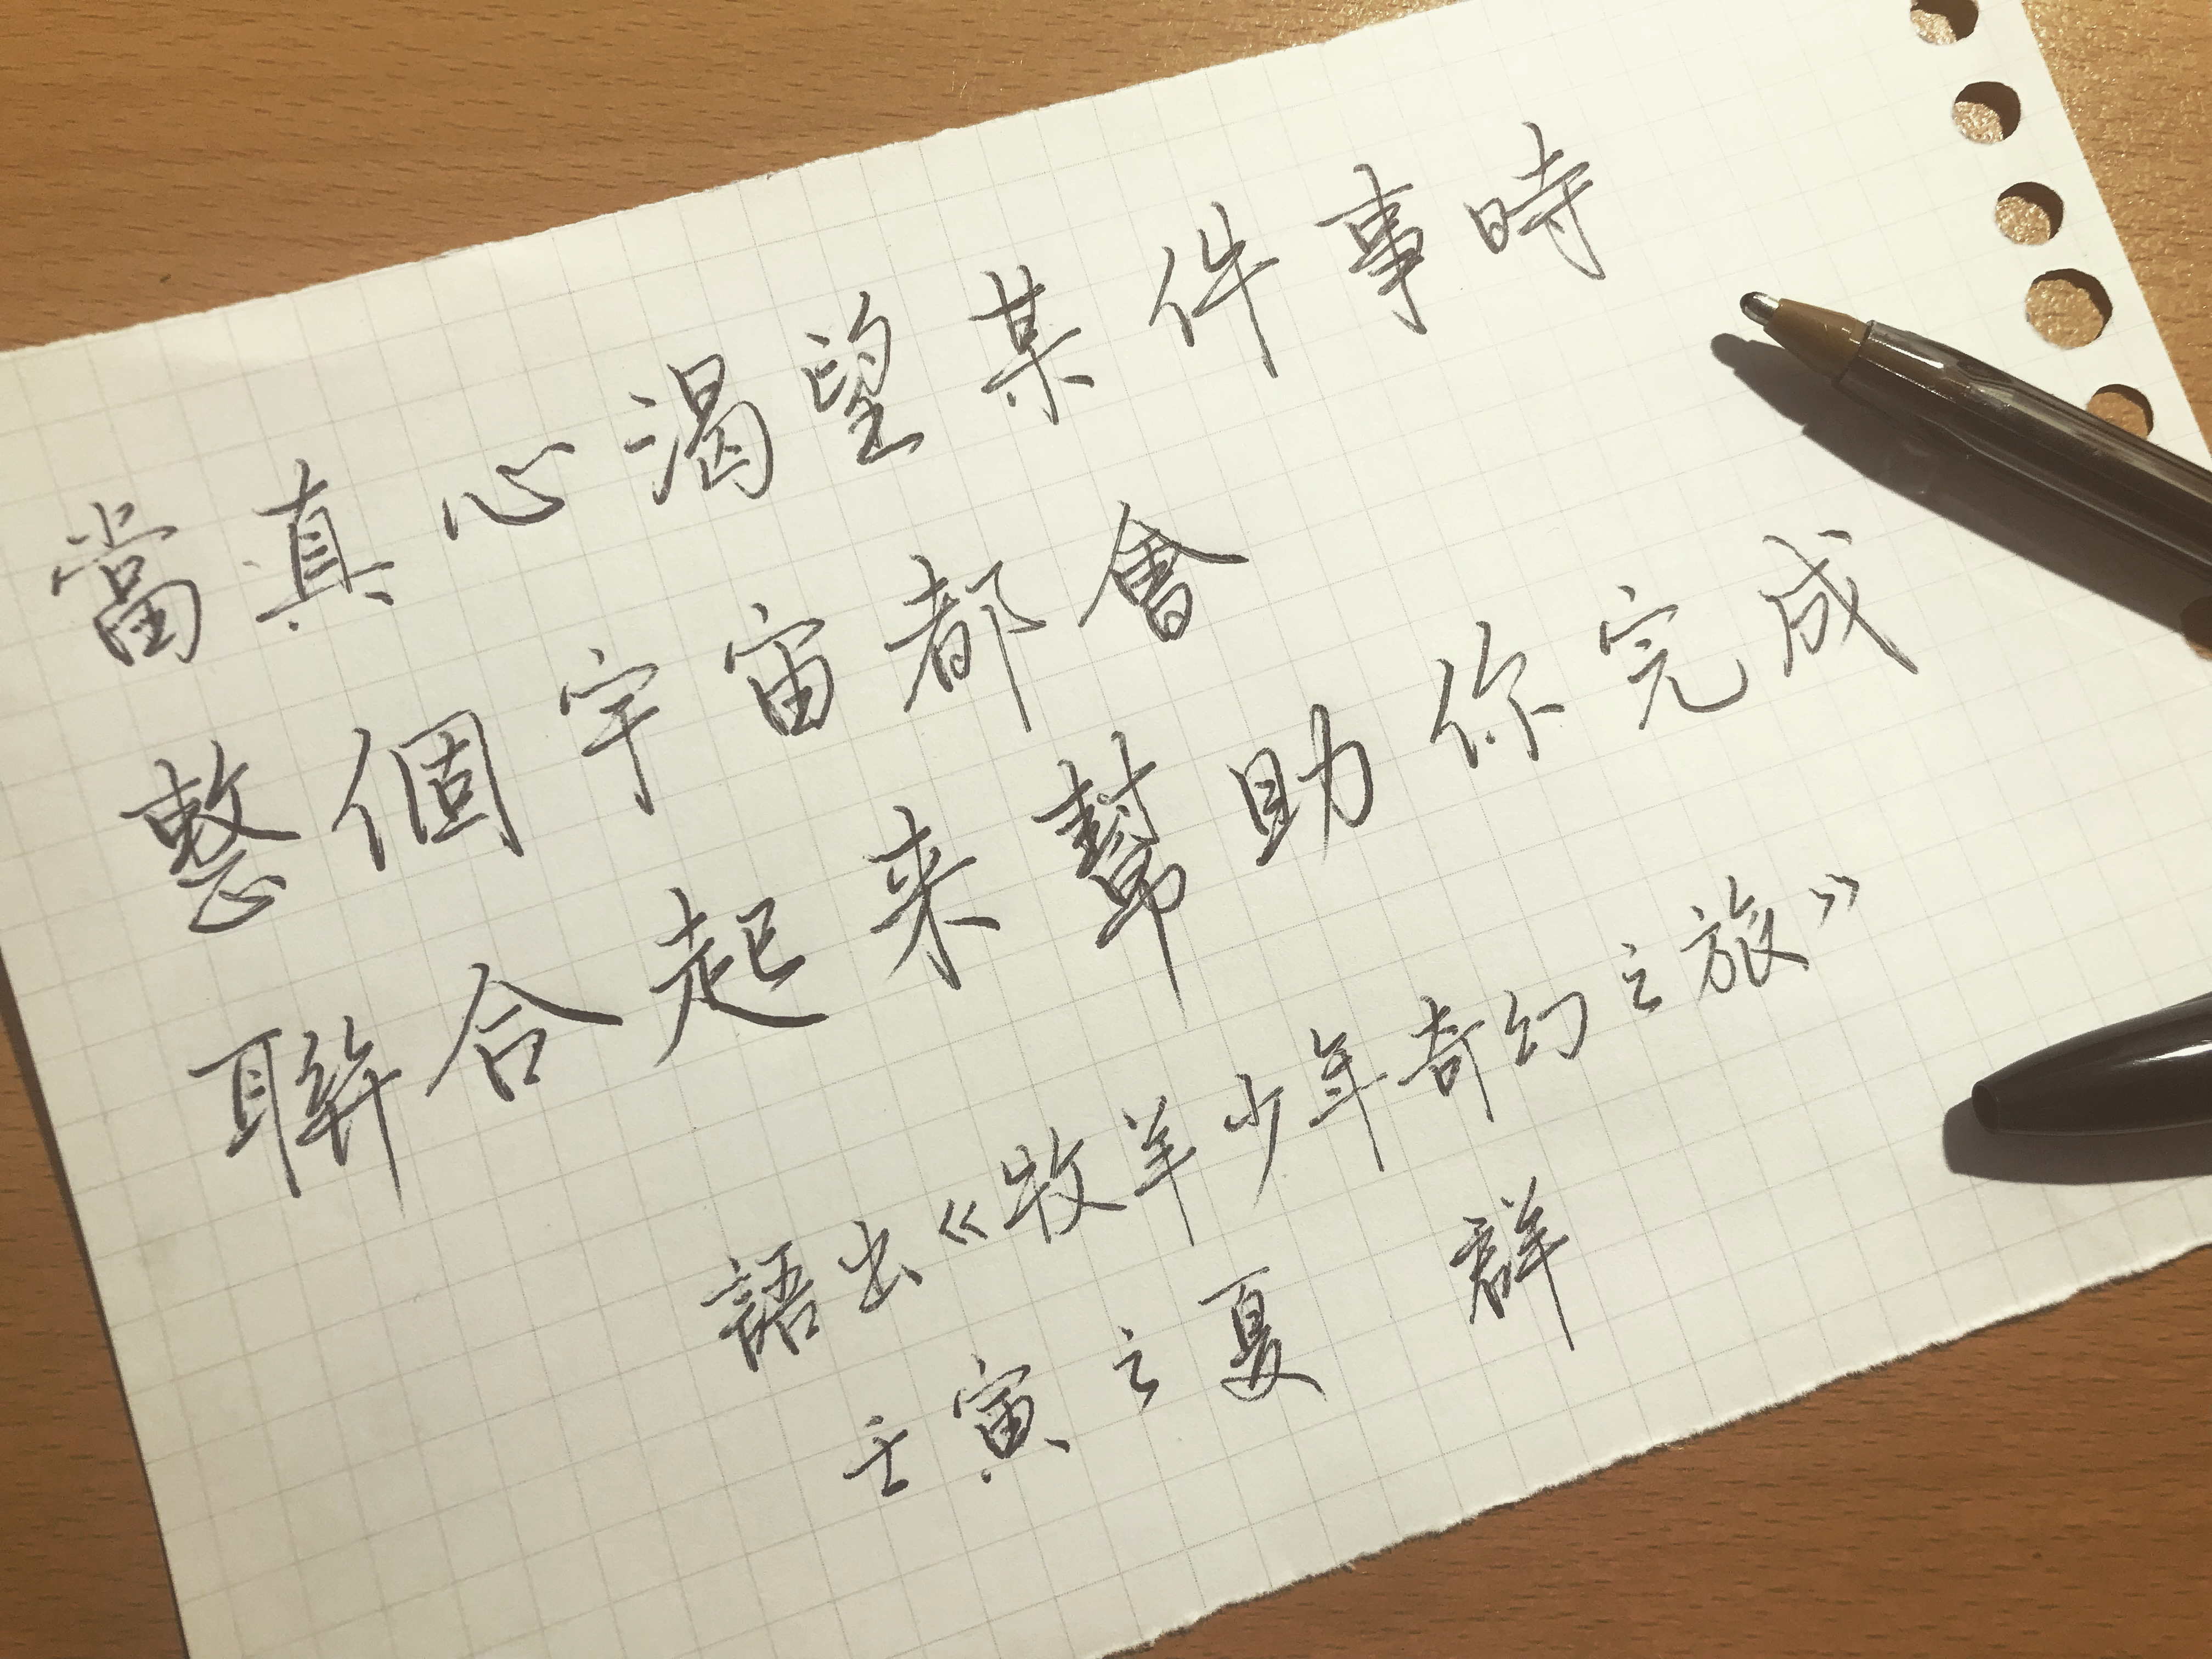 當真心渴望某件事時
整個宇宙都會
聯合起来幫助你完成
語出《牧羊少年奇幻之旅》
壬寅之夏 群